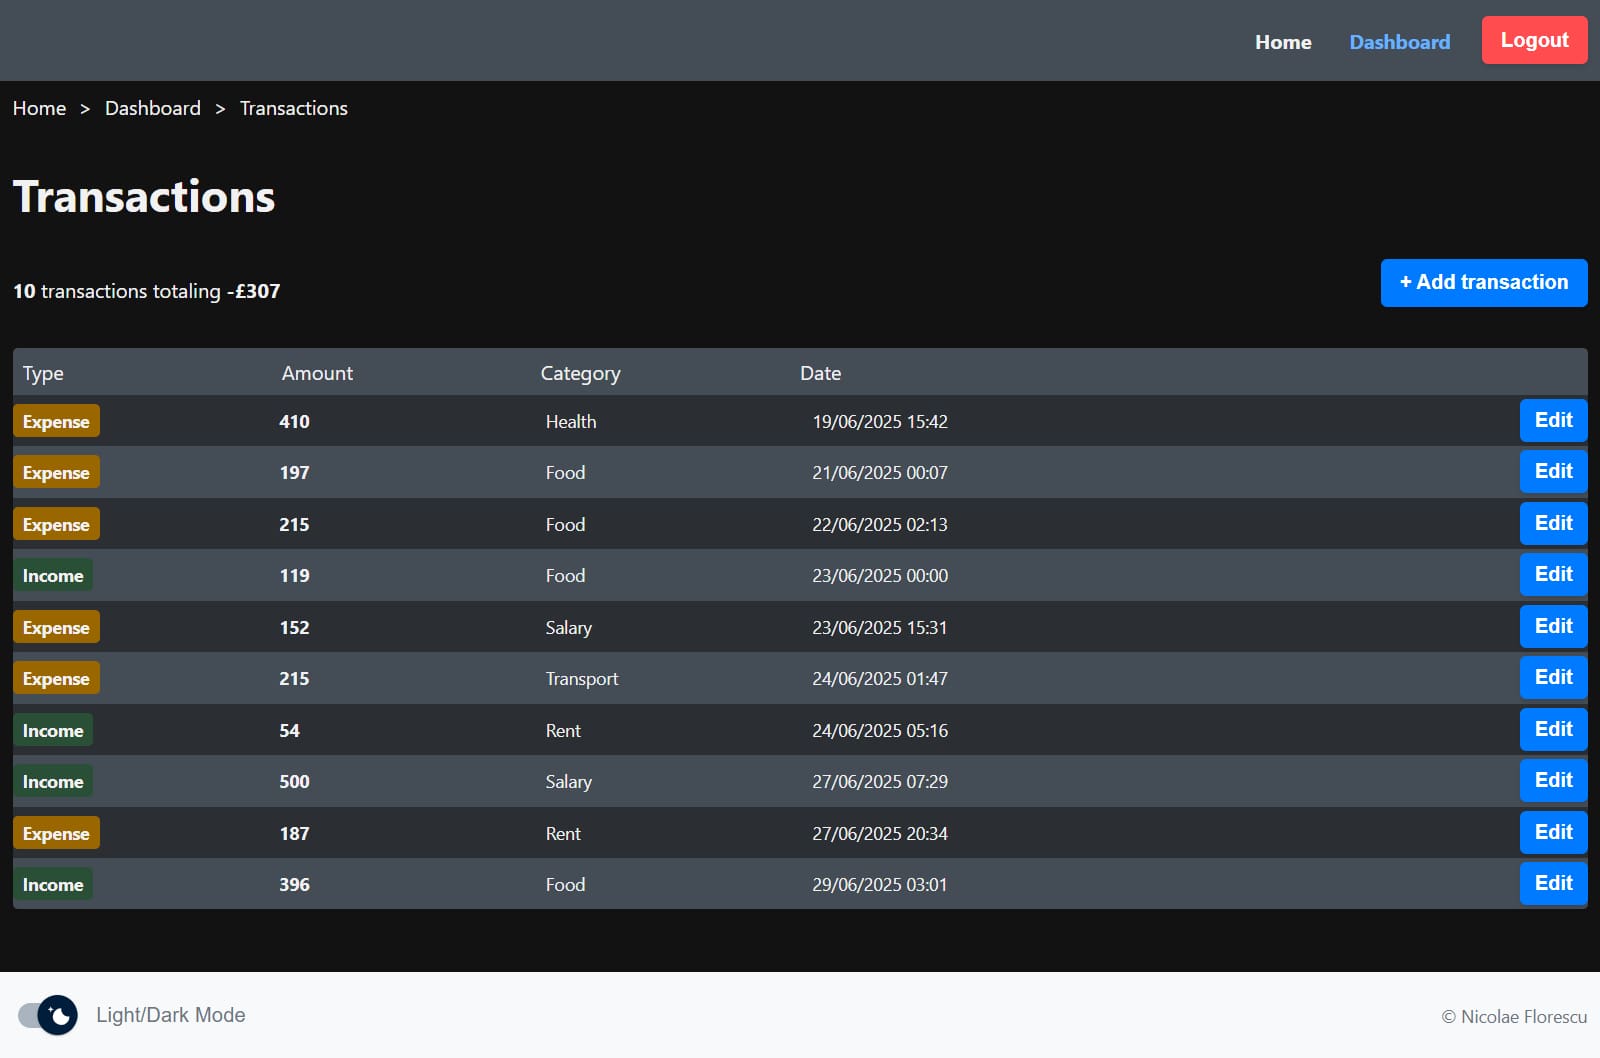 Home Dashboard Logout
Home > Dashboard > Transactions
Transactions
10 transactions totaling -£307
+ Add transaction
Type Amount Category Date
Expense 410 Health 19/06/2025 15:42 Edit
Expense 197 Food 21/06/2025 00:07 Edit
Expense 215 Food 22/06/2025 02:13 Edit
Income 119 Food 23/06/2025 00:00 Edit
Expense 152 Salary 23/06/2025 15:31 Edit
Expense 215 Transport 24/06/2025 01:47 Edit
Income 54 Rent 24/06/2025 05:16 Edit
Income 500 Salary 27/06/2025 07:29 Edit
Expense 187 Rent 27/06/2025 20:34 Edit
Income 396 Food 29/06/2025 03:01 Edit
Light/Dark Mode © Nicolae Florescu